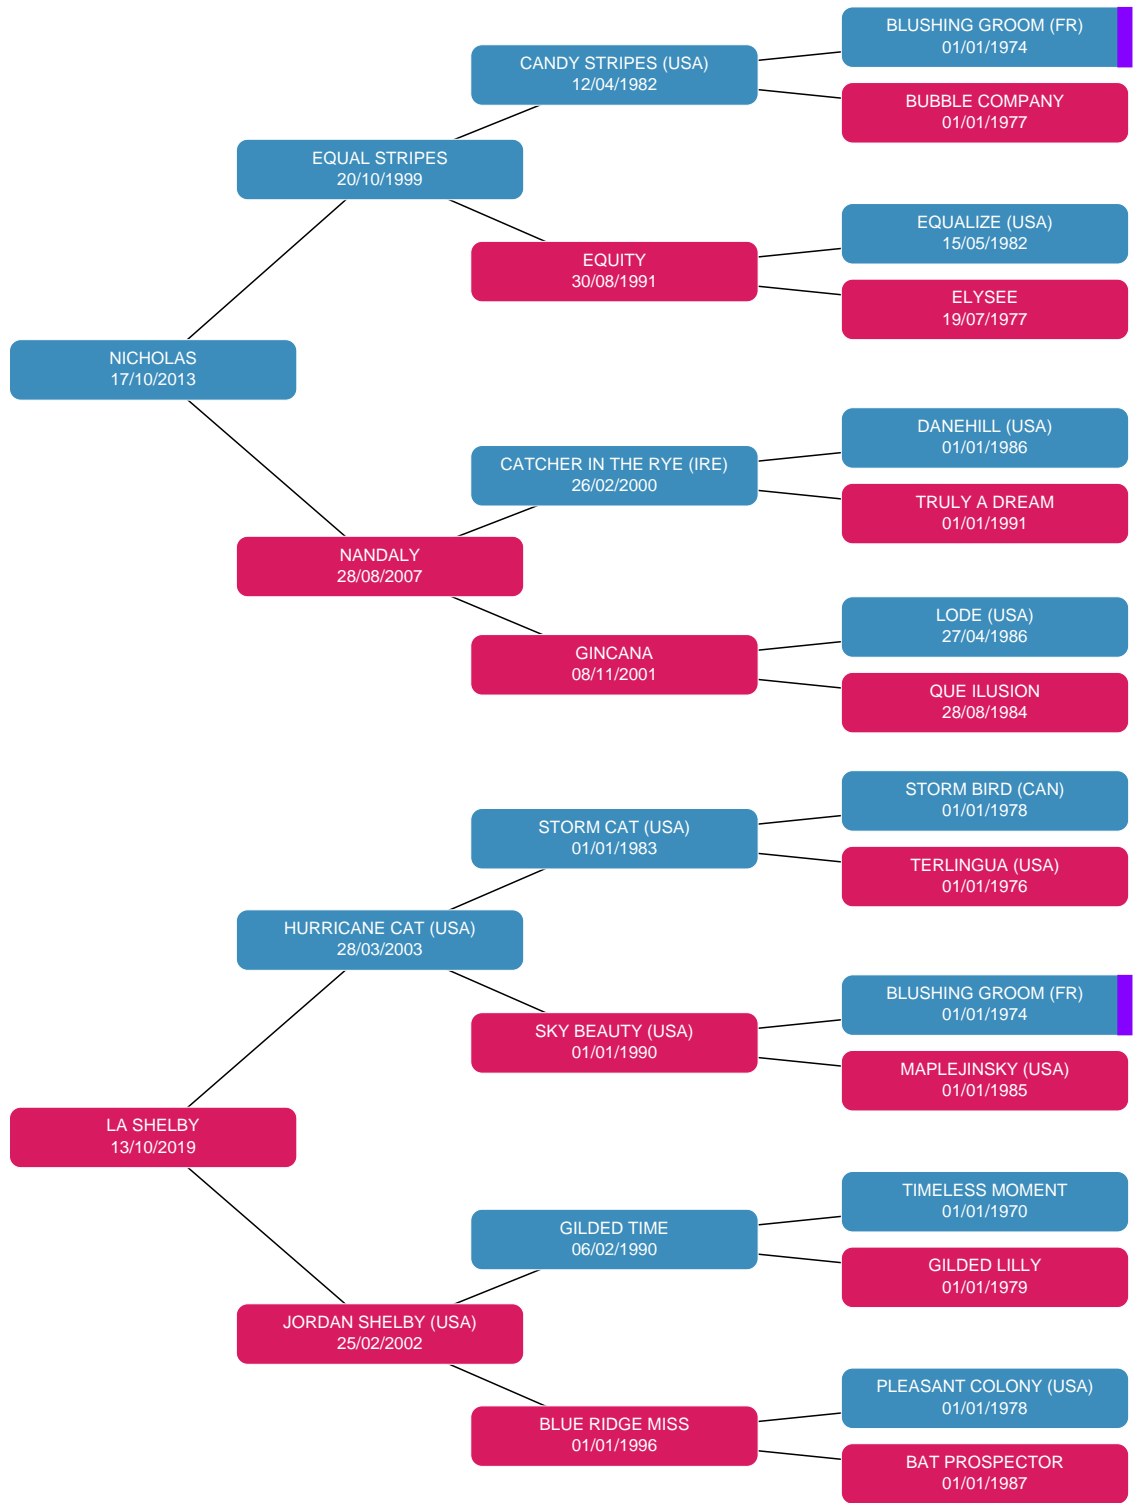 BLUSHING GROOM (FR)
01/01/1974
CANDY STRIPES (USA)
12/04/1982
BUBBLE COMPANY
01/01/1977
EQUAL STRIPES
20/10/1999
EQUALIZE (USA)
15/05/1982
EQUITY
30/08/1991
ELYSEE
19/07/1977
NICHOLAS
17/10/2013
DANEHILL (USA)
01/01/1986
CATCHER IN THE RYE (IRE)
26/02/2000
TRULY A DREAM
01/01/1991
NANDALY
28/08/2007
LODE (USA)
27/04/1986
GINCANA
08/11/2001
QUE ILUSION
28/08/1984
STORM BIRD (CAN)
01/01/1978
STORM CAT (USA)
01/01/1983
TERLINGUA (USA)
01/01/1976
HURRICANE CAT (USA)
28/03/2003
BLUSHING GROOM (FR)
01/01/1974
SKY BEAUTY (USA)
01/01/1990
MAPLEJINSKY (USA)
01/01/1985
LA SHELBY
13/10/2019
TIMELESS MOMENT
01/01/1970
GILDED TIME
06/02/1990
GILDED LILLY
01/01/1979
JORDAN SHELBY (USA)
25/02/2002
PLEASANT COLONY (USA)
01/01/1978
BLUE RIDGE MISS
01/01/1996
BAT PROSPECTOR
01/01/1987